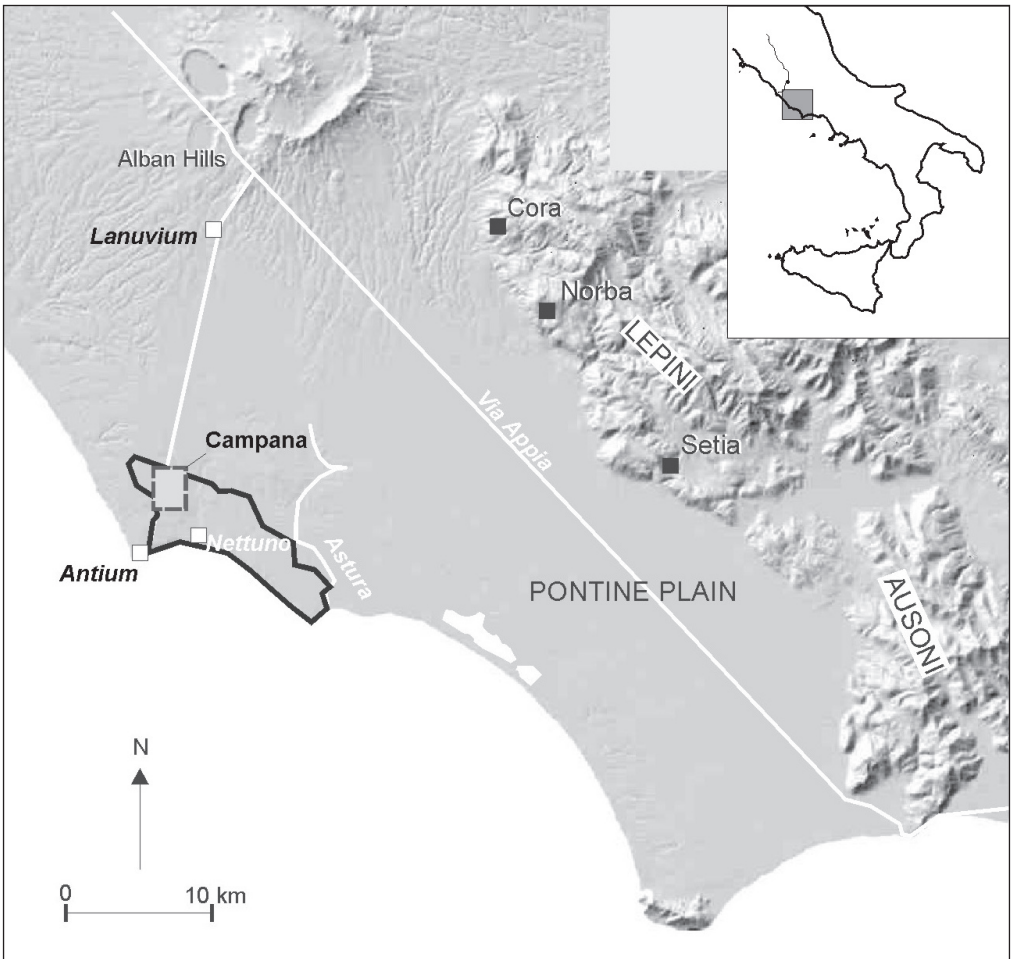 Alban Hills
Lanuvium
Cora
Norba
LEPINI
Via Appia
Setia
Campana
Nettuno
Antium
Astura
PONTINE PLAIN
AUSONI
N
0 10 km